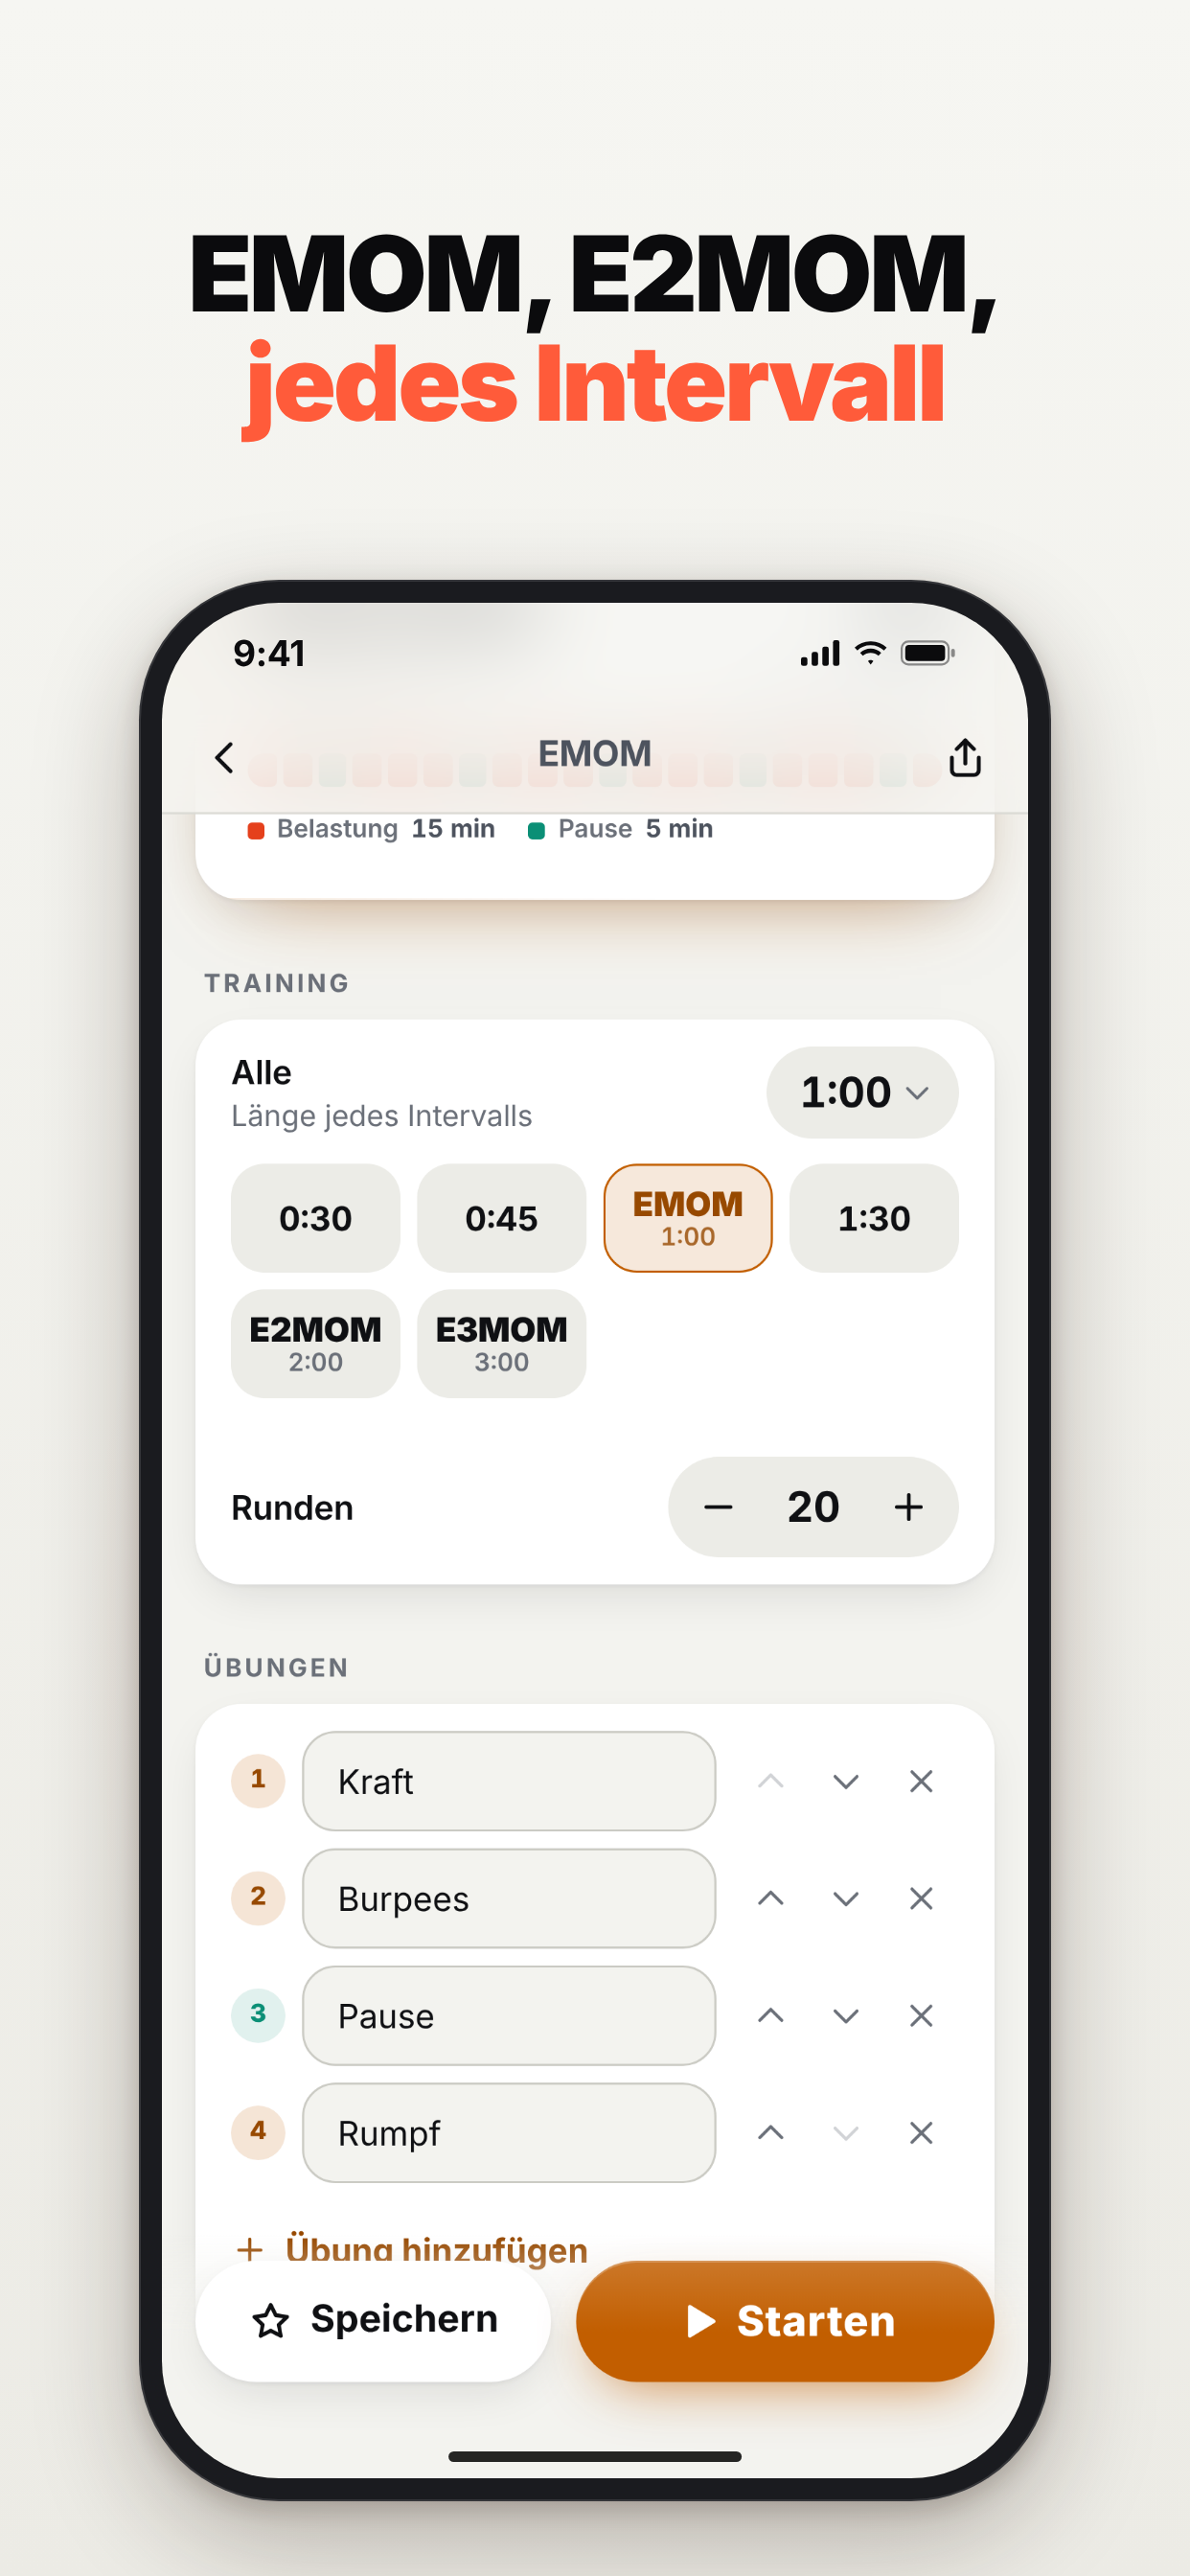 EMOM, E2MOM,
jedes Intervall
9:41
EMOM
Belastung 15 min Pause 5 min
TRAINING
Alle
Länge jedes Intervalls
1:00
0:30
0:45
EMOM
1:00
1:30
E2MOM
2:00
E3MOM
3:00
Runden
20
ÜBUNGEN
1 Kraft
2 Burpees
3 Pause
4 Rumpf
Übung hinzufügen
Speichern
Starten